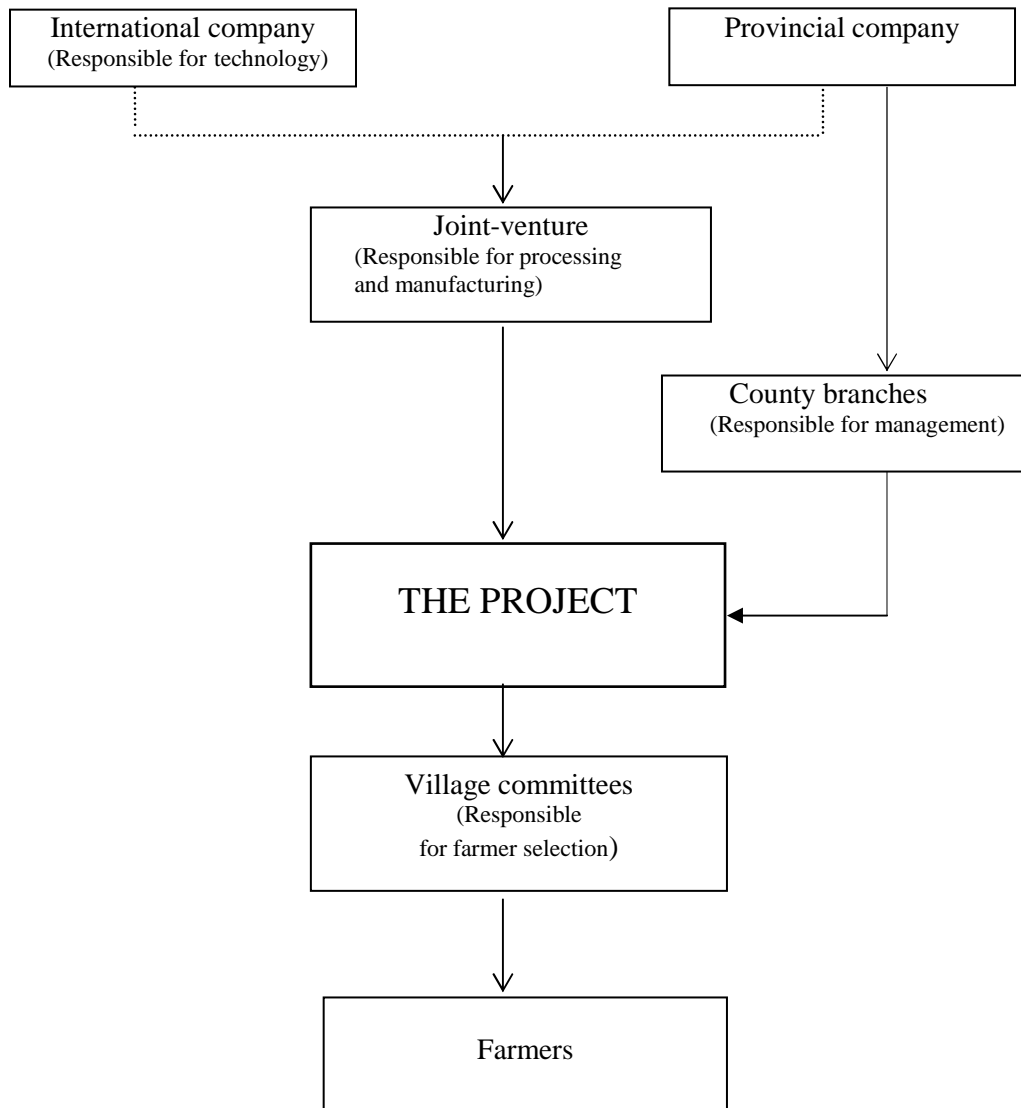 International company
(Responsible for technology)
Provincial company
Joint-venture
(Responsible for processing
and manufacturing)
County branches
(Responsible for management)
THE PROJECT
Village committees
(Responsible
for farmer selection)
Farmers